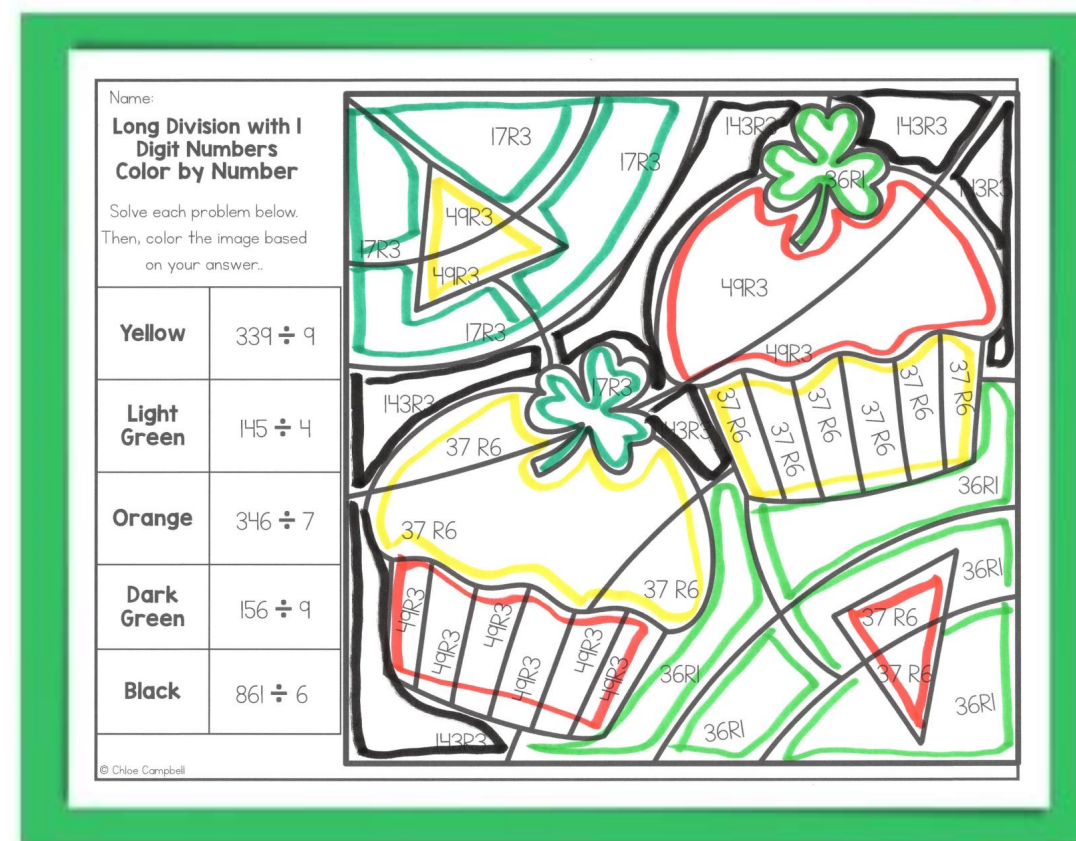 Name:
Long Division with 1
Digit Numbers
Color by Number
Solve each problem below.
Then, color the image based
on your answer..
Yellow 339 ÷ 9
Light
Green 145 ÷ 4
Orange 346 ÷ 7
Dark
Green 156 ÷ 9
Black 861 ÷ 6
© Chloe Campbell
17R3
17R3
143R3
143R3
36R1
143R3
49R3
17R3
49R3
49R3
17R3
49R3
143R3
17R3
37 R6
37 R6
37 R6
37 R6
37 R6
37 R6
143R3
37 R6
36R1
37 R6
36R1
37 R6
49R3
49R3
49R3
49R3
49R3
49R3
37 R6
37 R6
36R1
36R1
36R1
143R3